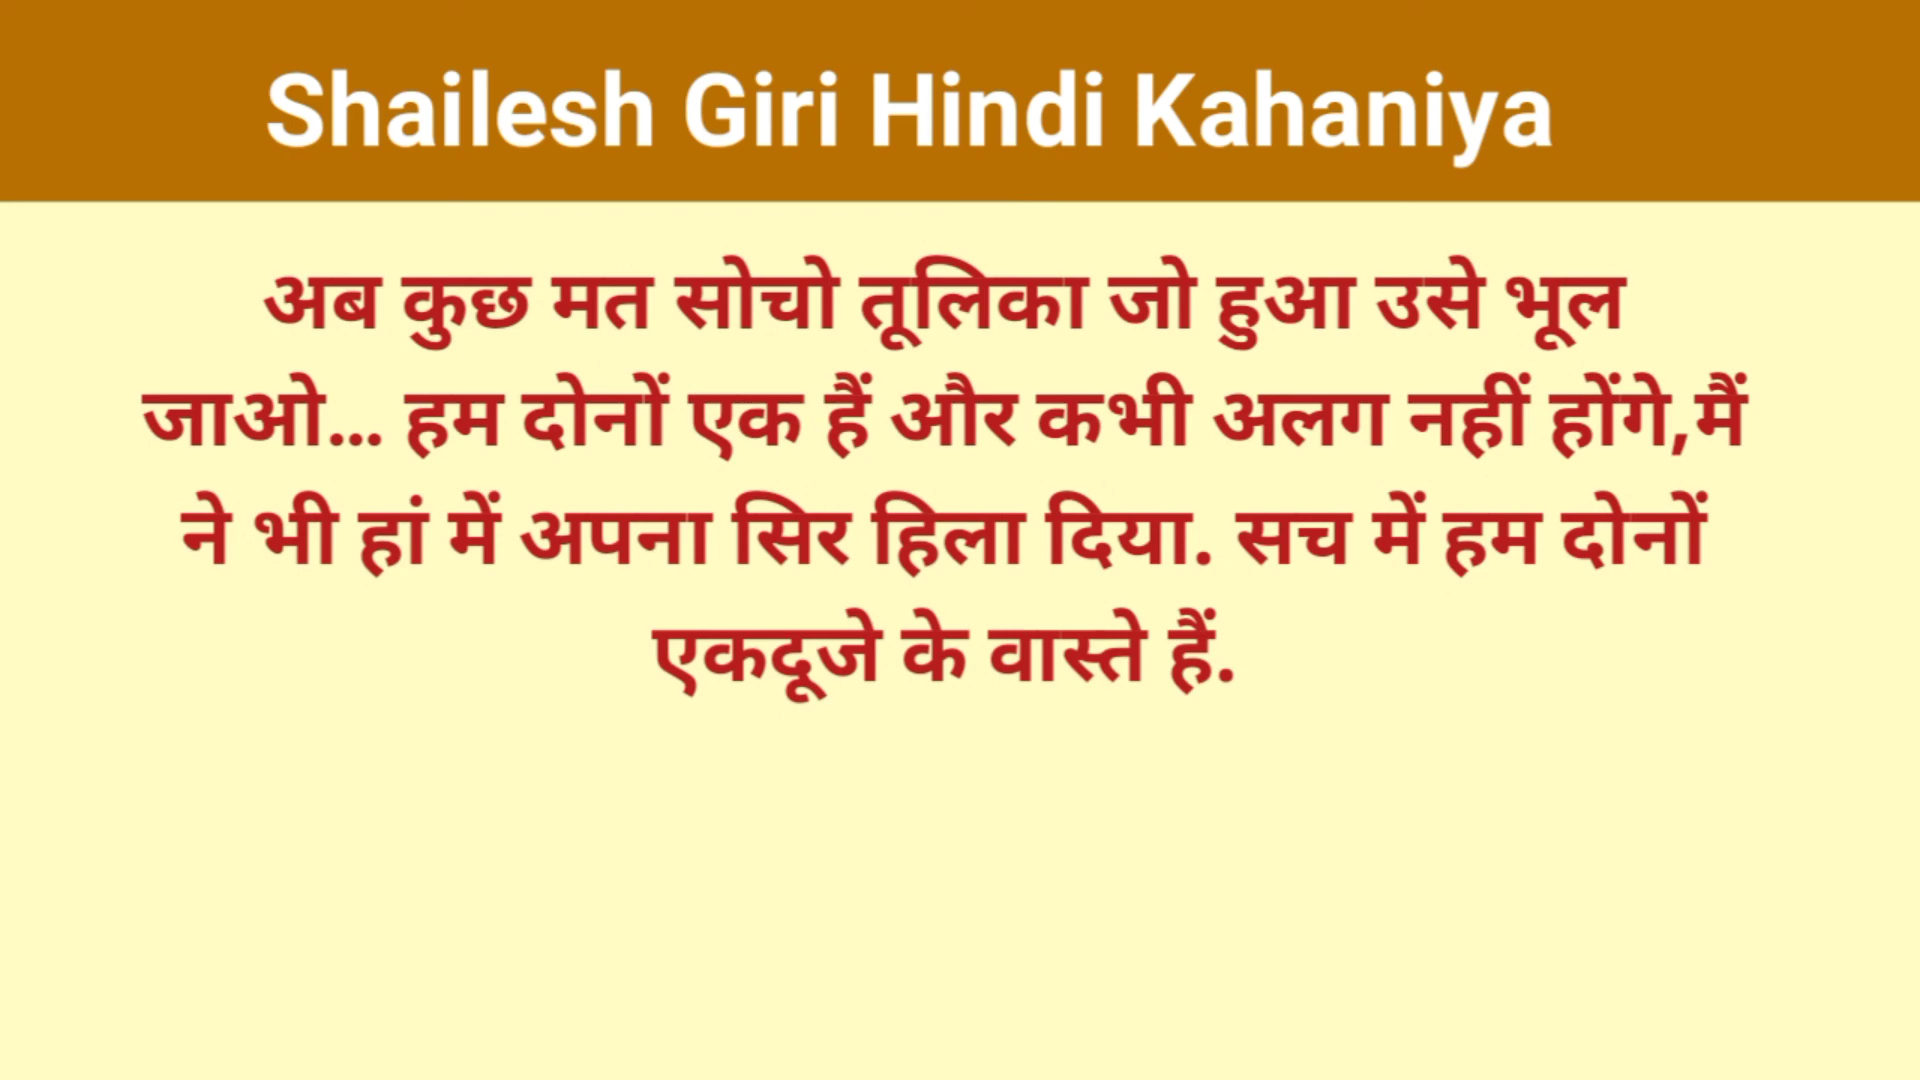 Shailesh Giri Hindi Kahaniya
अब कुछ मत सोचो तूलिका जो हुआ उसे भूल
जाओ... हम दोनों एक हैं और कभी अलग नहीं होंगे,मैं
ने भी हां में अपना सिर हिला दिया. सच में हम दोनों
एकदूजे के वास्ते हैं.